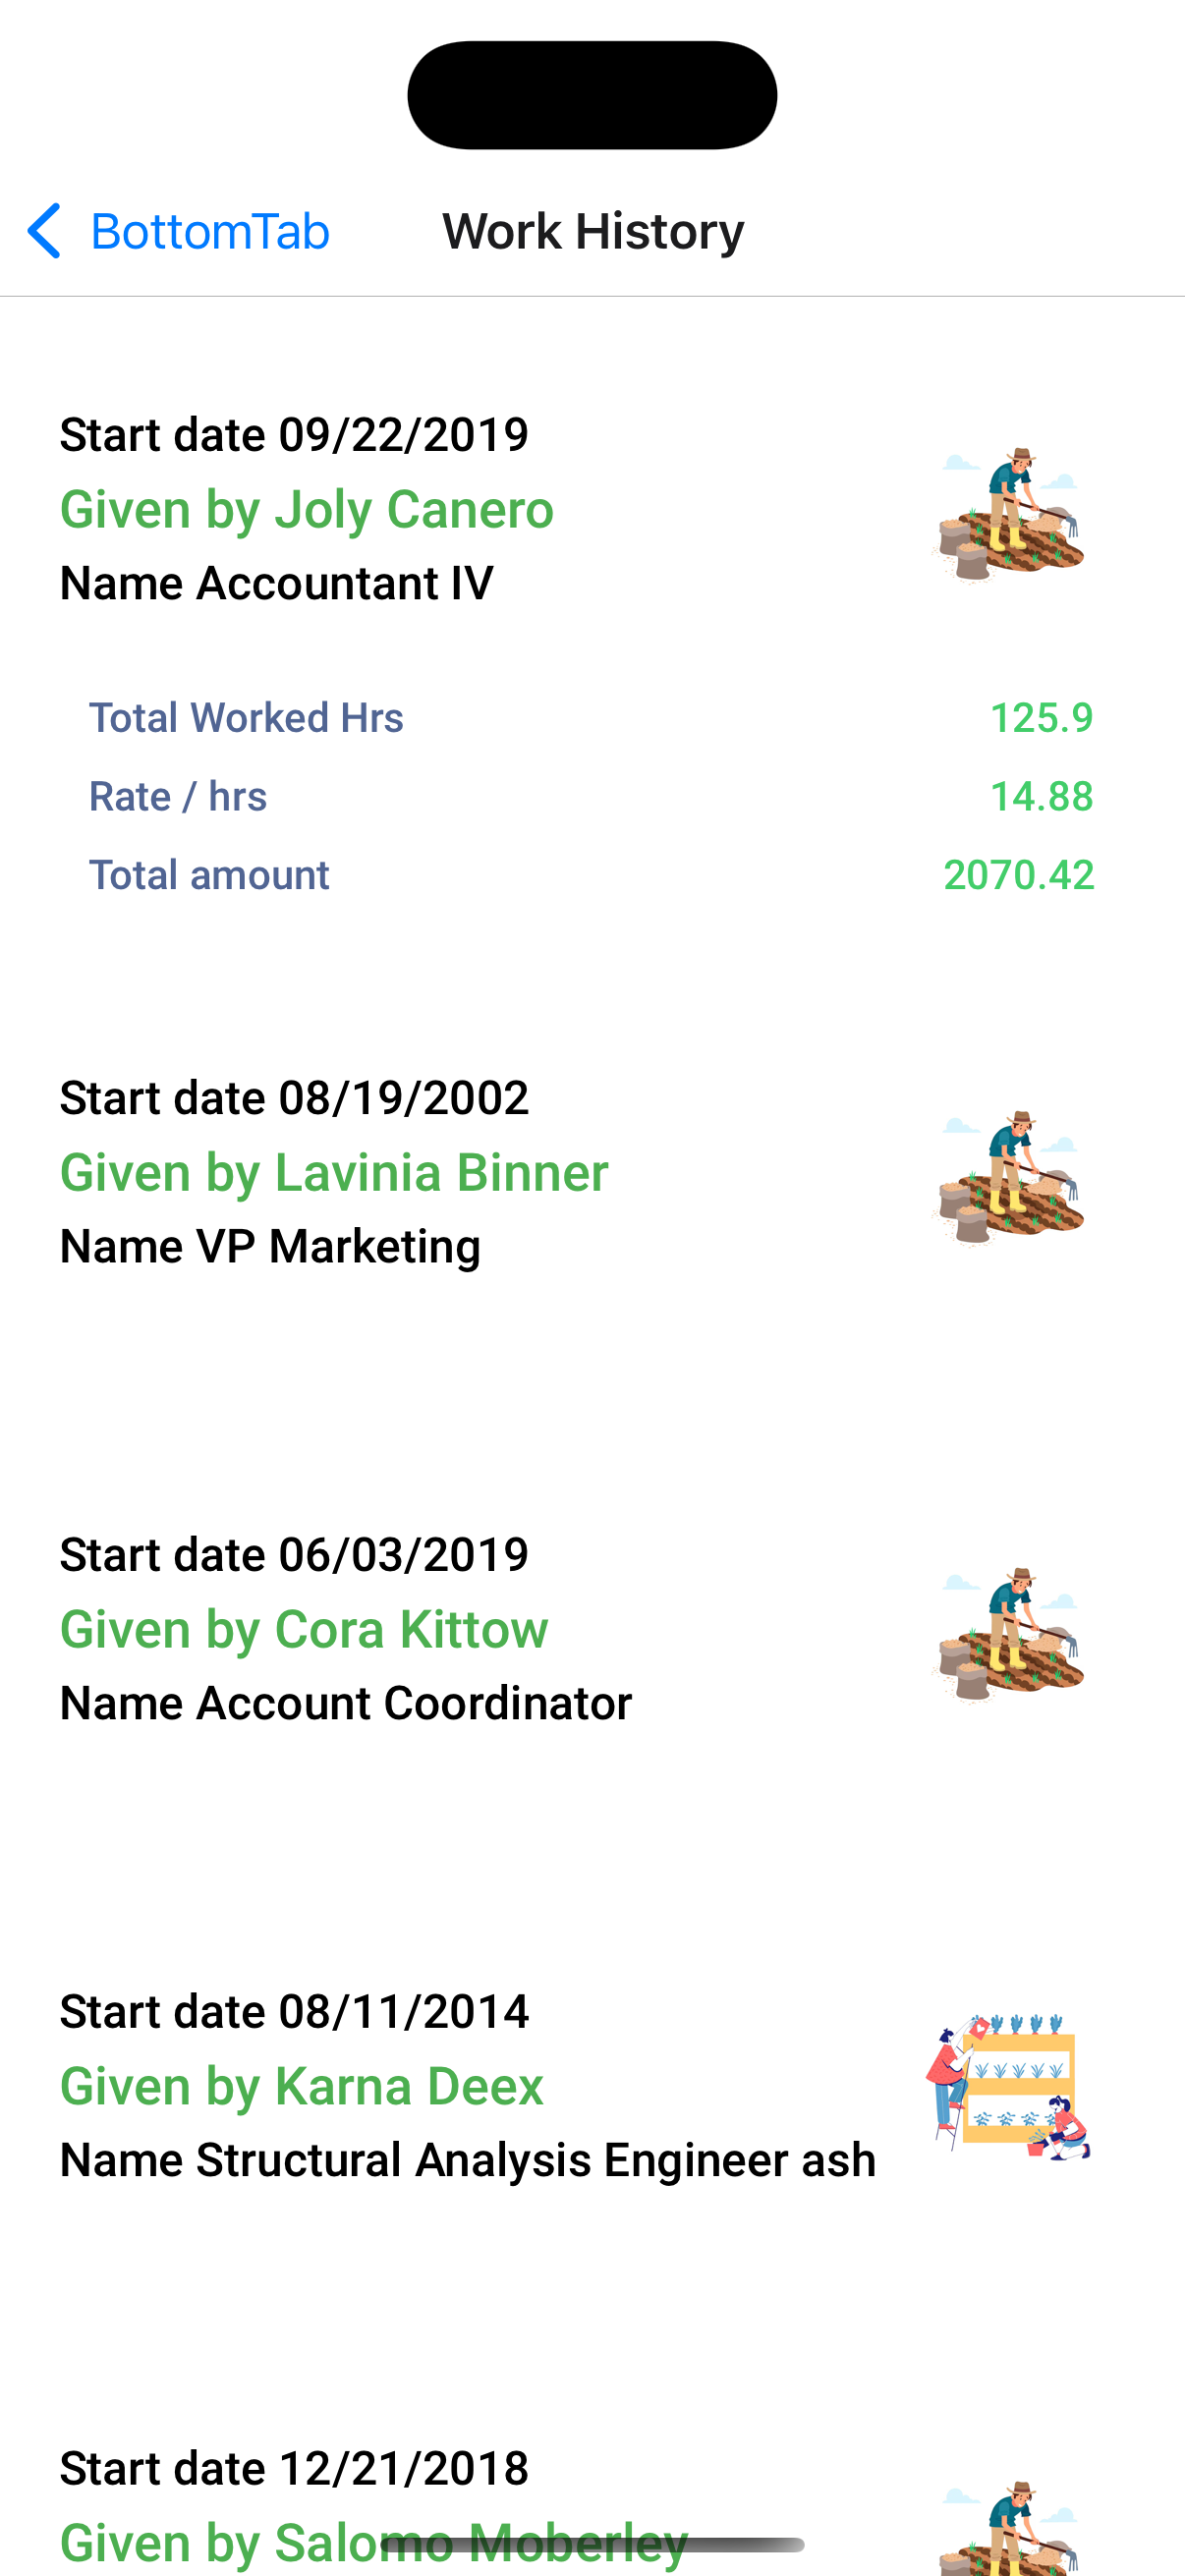 BottomTab Work History
Start date 09/22/2019
Given by Joly Canero
Name Accountant IV
Total Worked Hrs 125.9
Rate / hrs 14.88
Total amount 2070.42
Start date 08/19/2002
Given by Lavinia Binner
Name VP Marketing
Start date 06/03/2019
Given by Cora Kittow
Name Account Coordinator
Start date 08/11/2014
Given by Karna Deex
Name Structural Analysis Engineer ash
Start date 12/21/2018
Given by Salomo Moberley